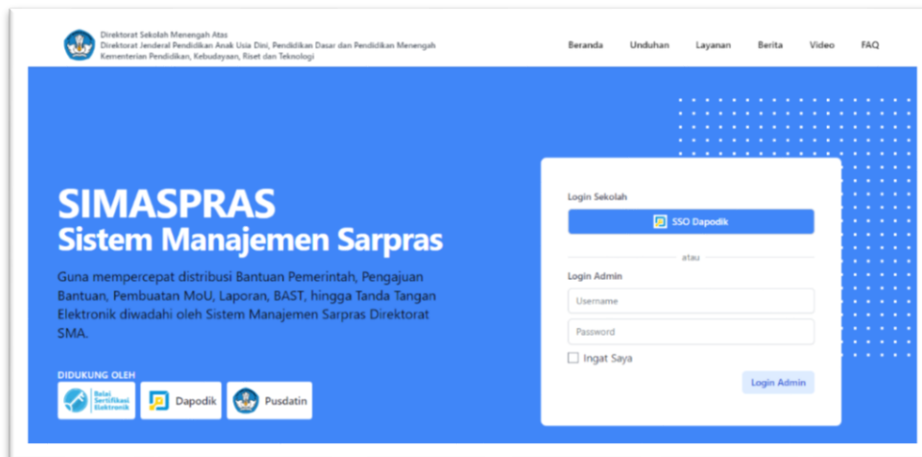 Direktorat Sekolah Menengah Atas
Direktorat Jenderal Pendidikan Anak Usia Dini, Pendidikan Dasar dan Pendidikan Menengah
Kementerian Pendidikan, Kebudayaan, Riset dan Teknologi
Beranda Unduhan Layanan Berita Video FAQ
SIMASPRAS
Sistem Manajemen Sarpras
Guna mempercepat distribusi Bantuan Pemerintah, Pengajuan
Bantuan, Pembuatan MoU, Laporan, BAST, hingga Tanda Tangan
Elektronik diwadahi oleh Sistem Manajemen Sarpras Direktorat
SMA.
DIDUKUNG OLEH
Balai
Sertifikasi
Elektronik
Dapodik
Pusdatin
Login Sekolah
SSO Dapodik
atau
Login Admin
Username
Password
Ingat Saya
Login Admin